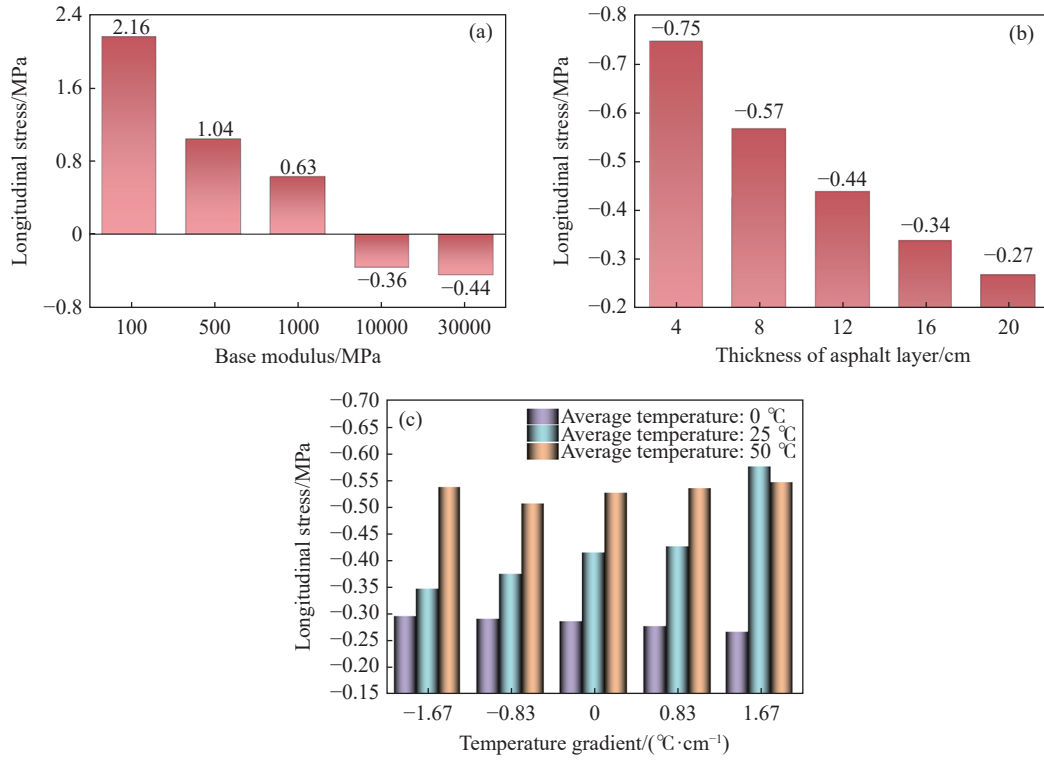 (a)
Longitudinal stress/MPa
2.4
1.6
0.8
0
−0.8
2.16
1.04
0.63
−0.36
−0.44
100 500 1000 10000 30000
Base modulus/MPa
(b)
Longitudinal stress/MPa
−0.8
−0.7
−0.6
−0.5
−0.4
−0.3
−0.2
−0.75
−0.57
−0.44
−0.34
−0.27
4 8 12 16 20
Thickness of asphalt layer/cm
(c)
Longitudinal stress/MPa
−0.70
−0.65
−0.60
−0.55
−0.50
−0.45
−0.40
−0.35
−0.30
−0.25
−0.20
−0.15
Average temperature: 0 ℃
Average temperature: 25 ℃
Average temperature: 50 ℃
−1.67 −0.83 0 0.83 1.67
Temperature gradient/(℃·cm⁻¹)